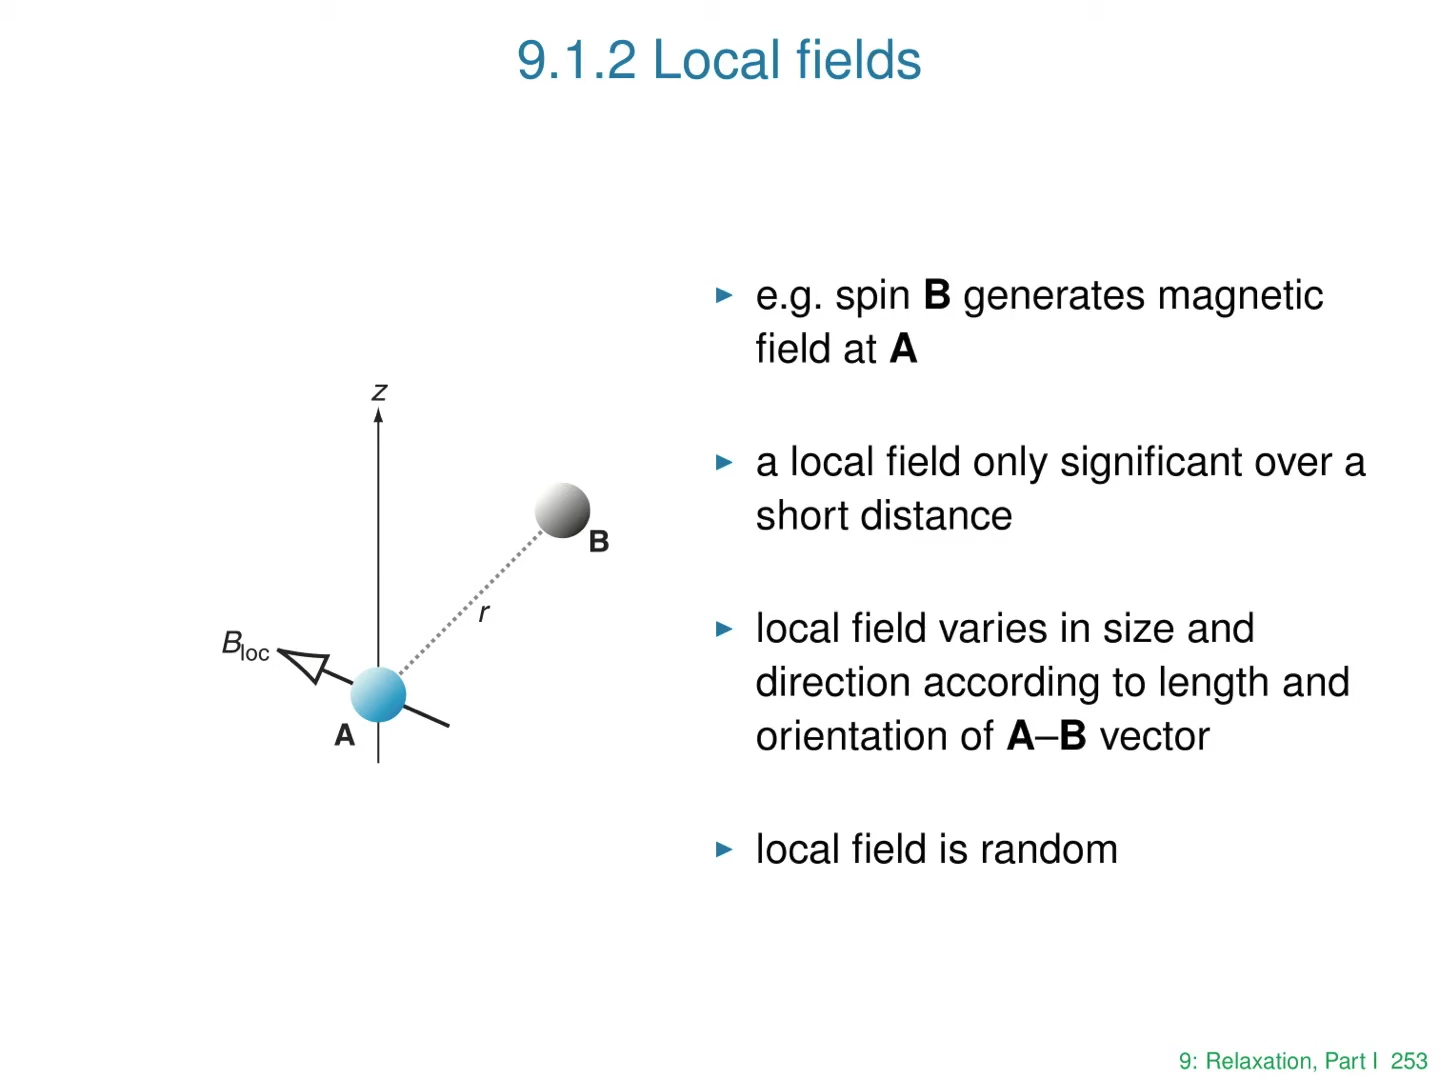 9.1.2 Local fields
z
B
r
Bloc
A
▶ e.g. spin B generates magnetic
field at A
▶ a local field only significant over a
short distance
▶ local field varies in size and
direction according to length and
orientation of A–B vector
▶ local field is random
9: Relaxation, Part I 253